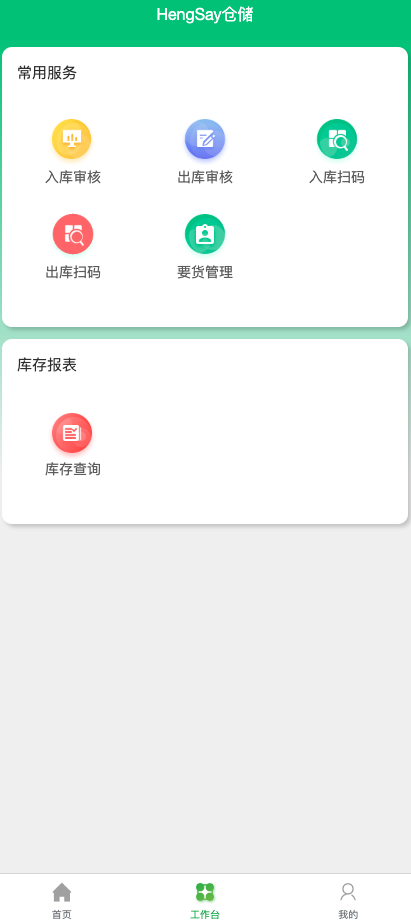 HengSay仓储
常用服务
入库审核
出库审核
入库扫码
出库扫码
要货管理
库存报表
库存查询
首页
工作台
我的